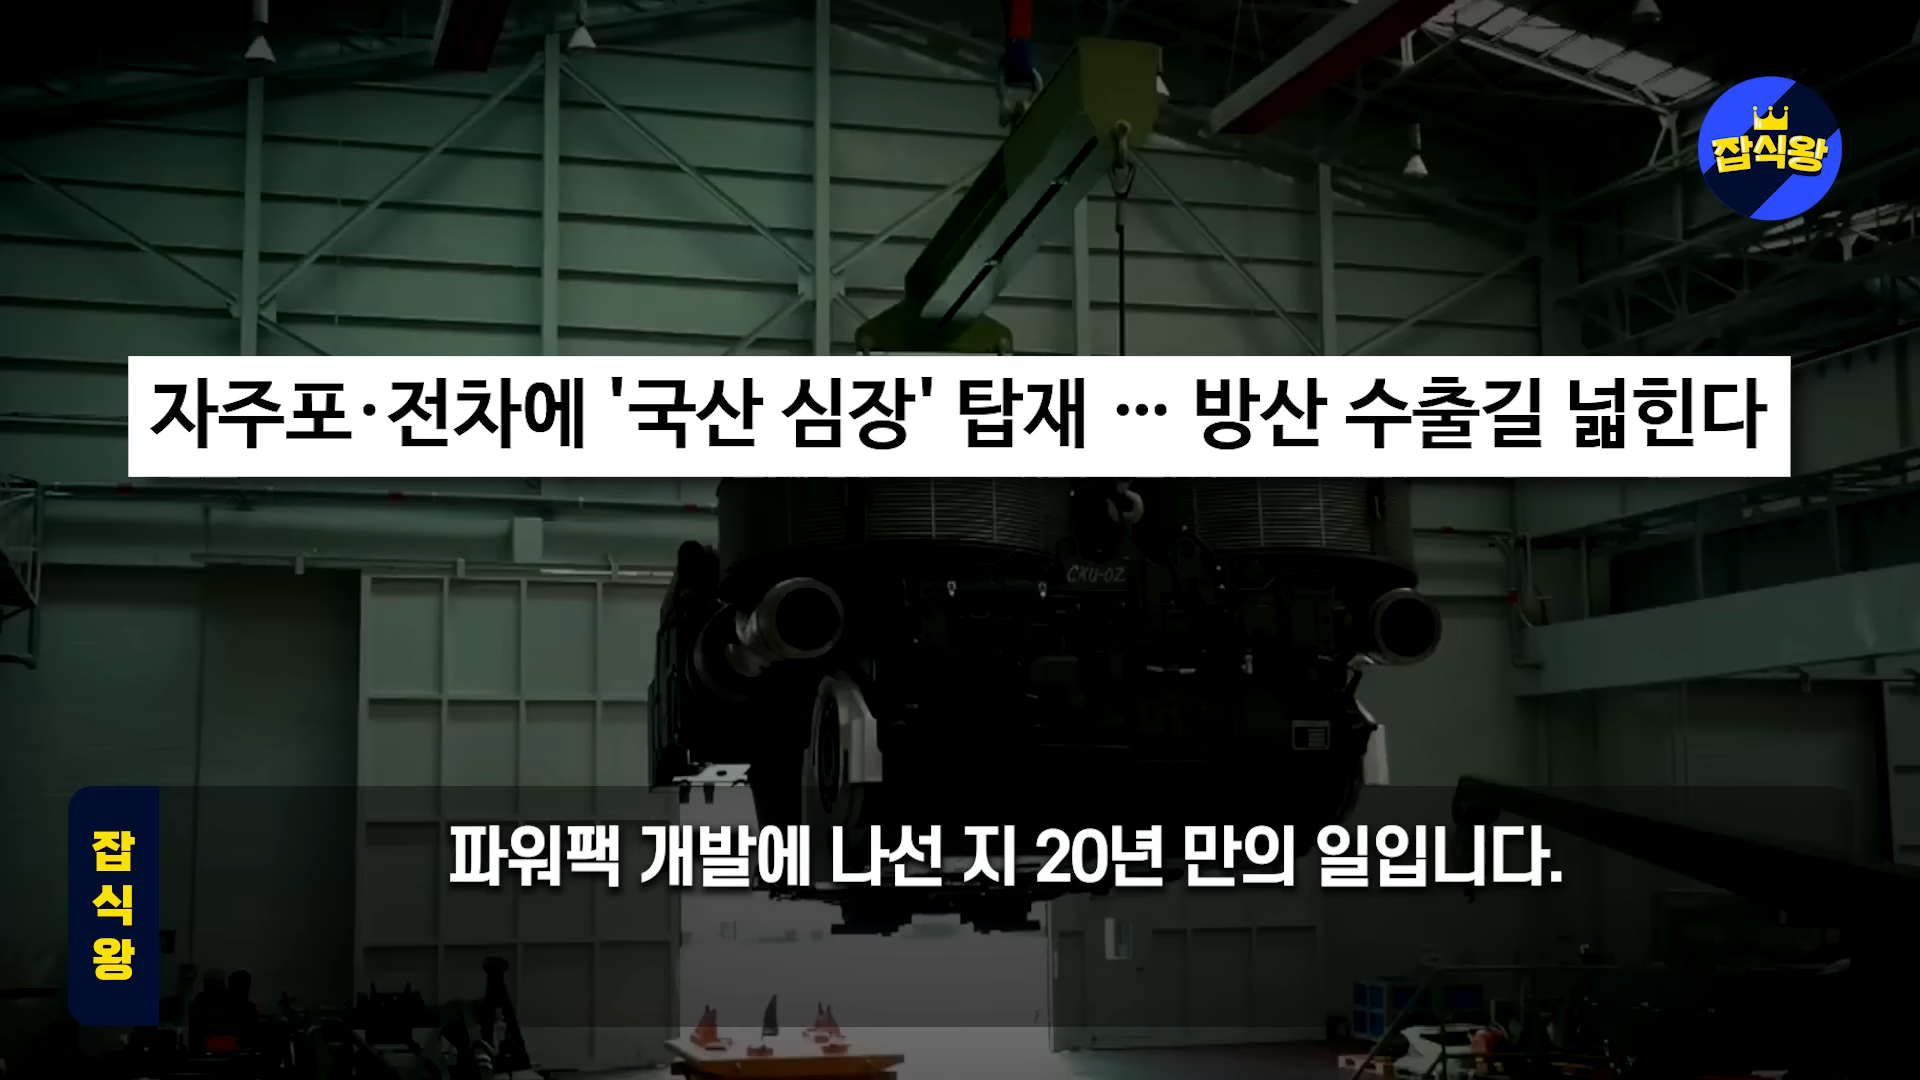 잡식왕
자주포·전차에 '국산 심장' 탑재 … 방산 수출길 넓힌다
CKU-02
파워팩 개발에 나선 지 20년 만의 일입니다.
잡식왕